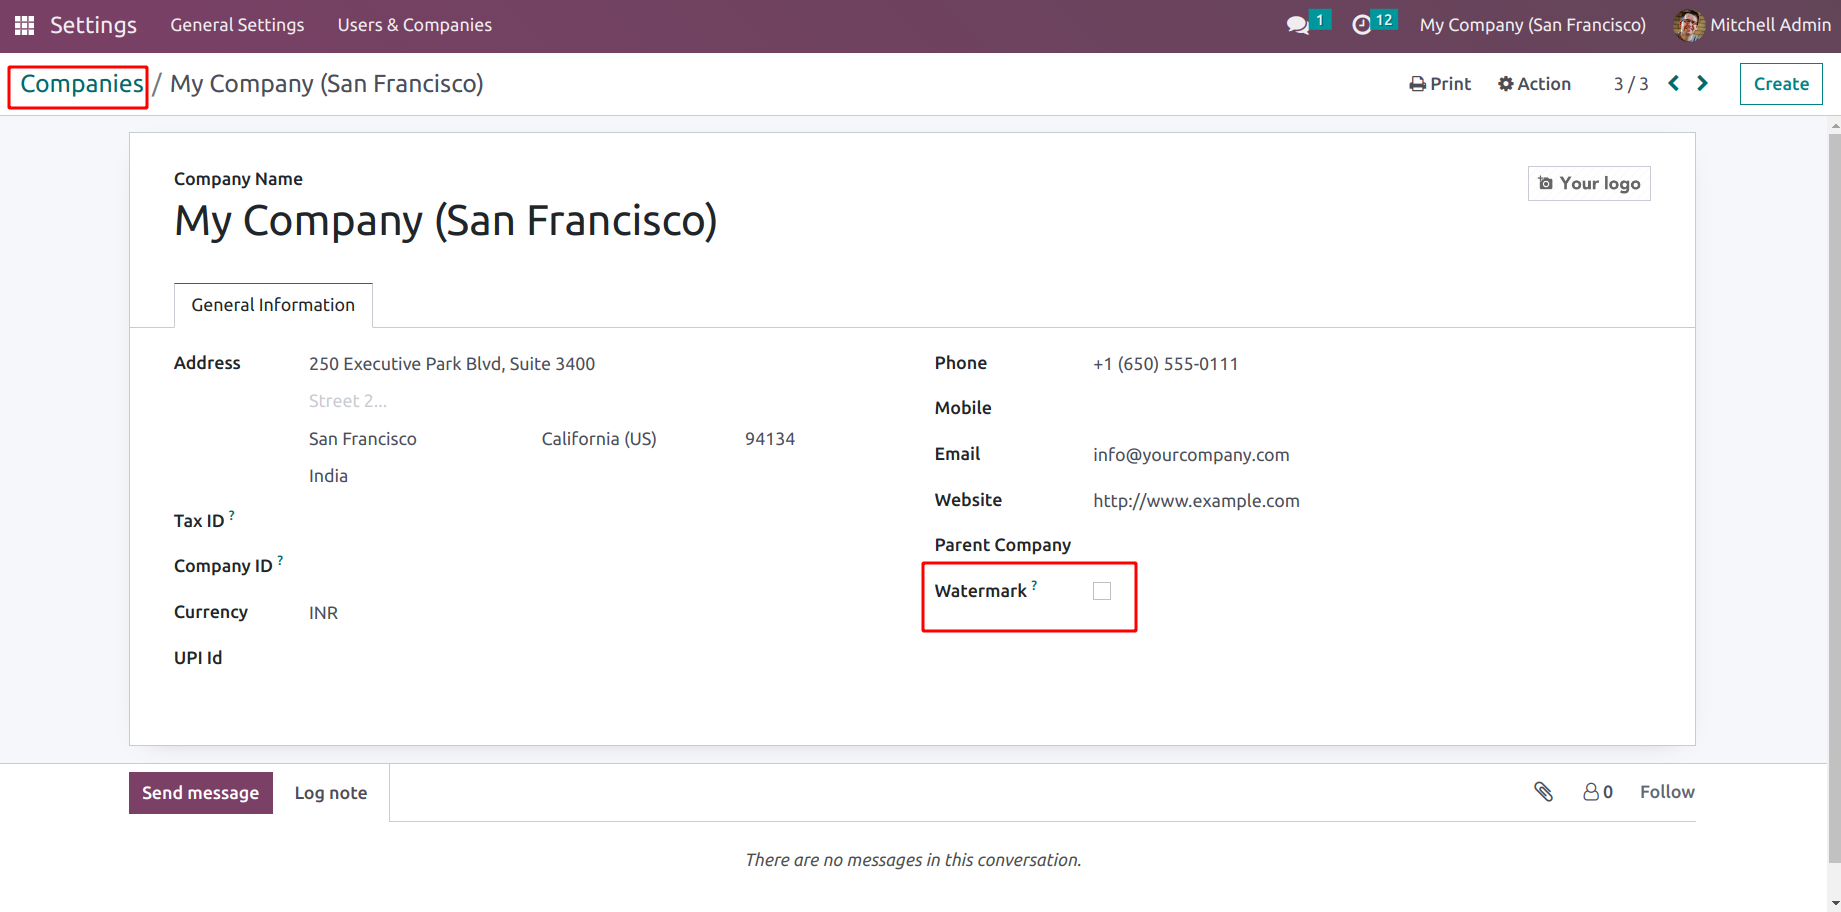 Settings General Settings Users & Companies 1 12 My Company (San Francisco) Mitchell Admin
Companies / My Company (San Francisco) Print Action 3 / 3 Create
Company Name
Your logo
My Company (San Francisco)
General Information
Address 250 Executive Park Blvd, Suite 3400 Phone +1 (650) 555-0111
Street 2...
Mobile
San Francisco California (US) 94134
Email info@yourcompany.com
India
Website http://www.example.com
Tax ID ?
Parent Company
Company ID ?
Watermark ?
Currency INR
UPI Id
Send message Log note 0 Follow
There are no messages in this conversation.